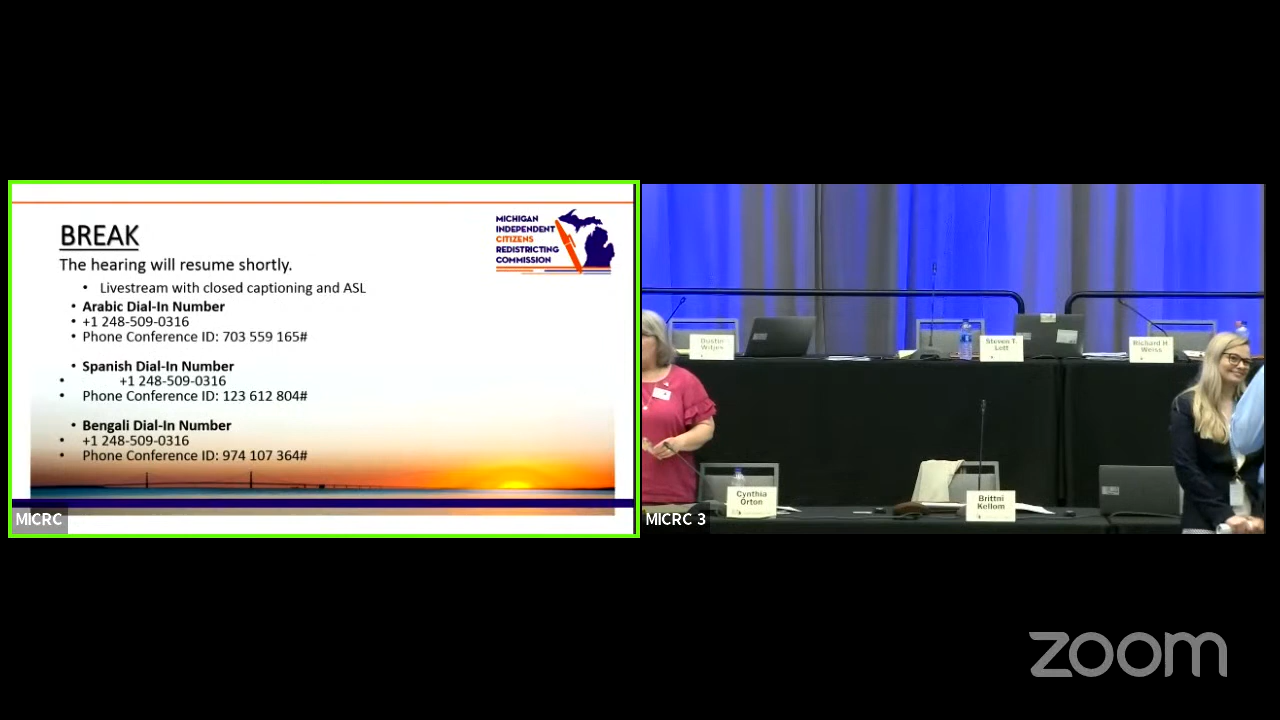 BREAK
The hearing will resume shortly.
• Livestream with closed captioning and ASL
• Arabic Dial-In Number
• +1 248-509-0316
• Phone Conference ID: 703 559 165#
• Spanish Dial-In Number
• +1 248-509-0316
• Phone Conference ID: 123 612 804#
• Bengali Dial-In Number
• +1 248-509-0316
• Phone Conference ID: 974 107 364#
MICHIGAN
INDEPENDENT
CITIZENS
REDISTRICTING
COMMISSION
MICRC
Dustin
Witjes
Steven T.
Lett
Richard H.
Weiss
Cynthia
Orton
Brittni
Kellom
MICRC 3
zoom